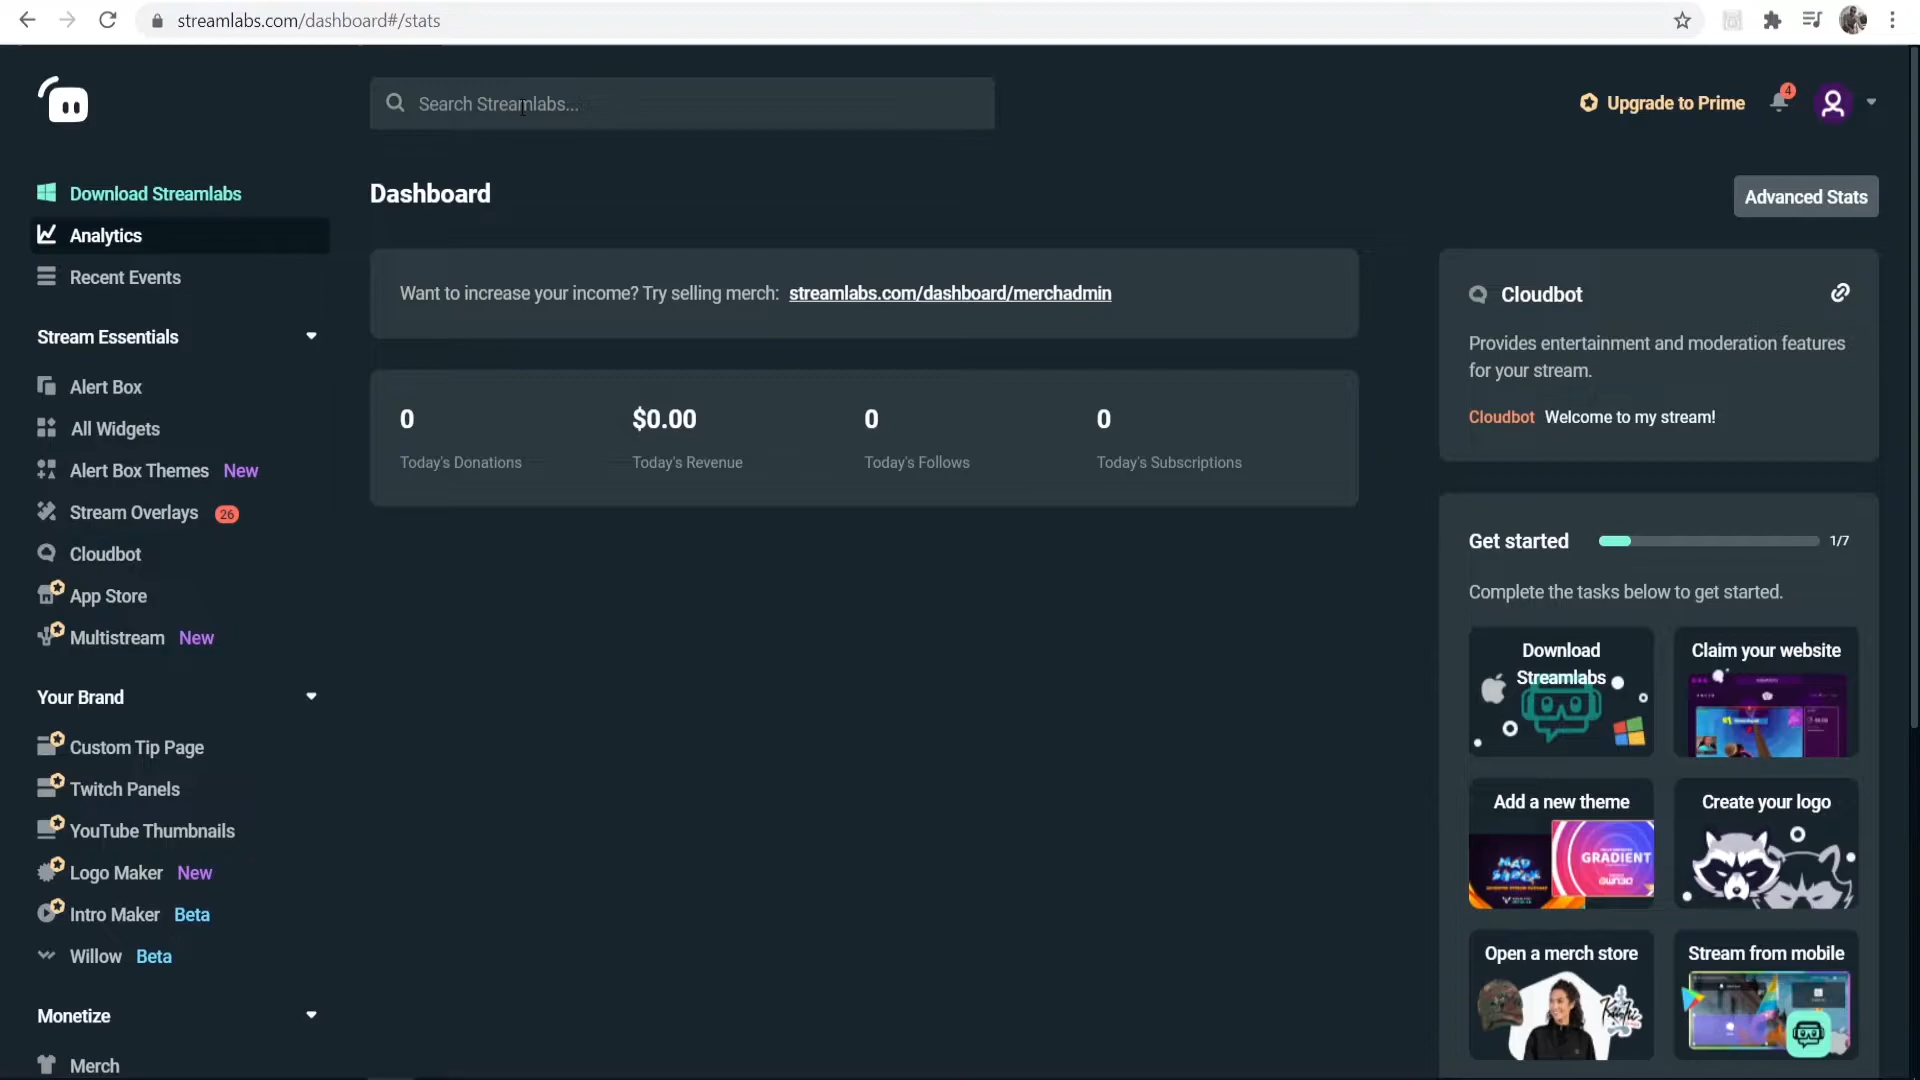 streamlabs.com/dashboard#/stats
Search Streamlabs...
Upgrade to Prime
4
Download Streamlabs
Analytics
Recent Events
Stream Essentials
Alert Box
All Widgets
Alert Box Themes New
Stream Overlays 26
Cloudbot
App Store
Multistream New
Your Brand
Custom Tip Page
Twitch Panels
YouTube Thumbnails
Logo Maker New
Intro Maker Beta
Willow Beta
Monetize
Merch
Dashboard
Advanced Stats
Want to increase your income? Try selling merch: streamlabs.com/dashboard/merchadmin
0 $0.00 0 0
Today's Donations Today's Revenue Today's Follows Today's Subscriptions
Cloudbot
Provides entertainment and moderation features
for your stream.
Cloudbot Welcome to my stream!
Get started 1/7
Complete the tasks below to get started.
Download
Streamlabs
Claim your website
Add a new theme
GRADIENT
Create your logo
Open a merch store
Stream from mobile